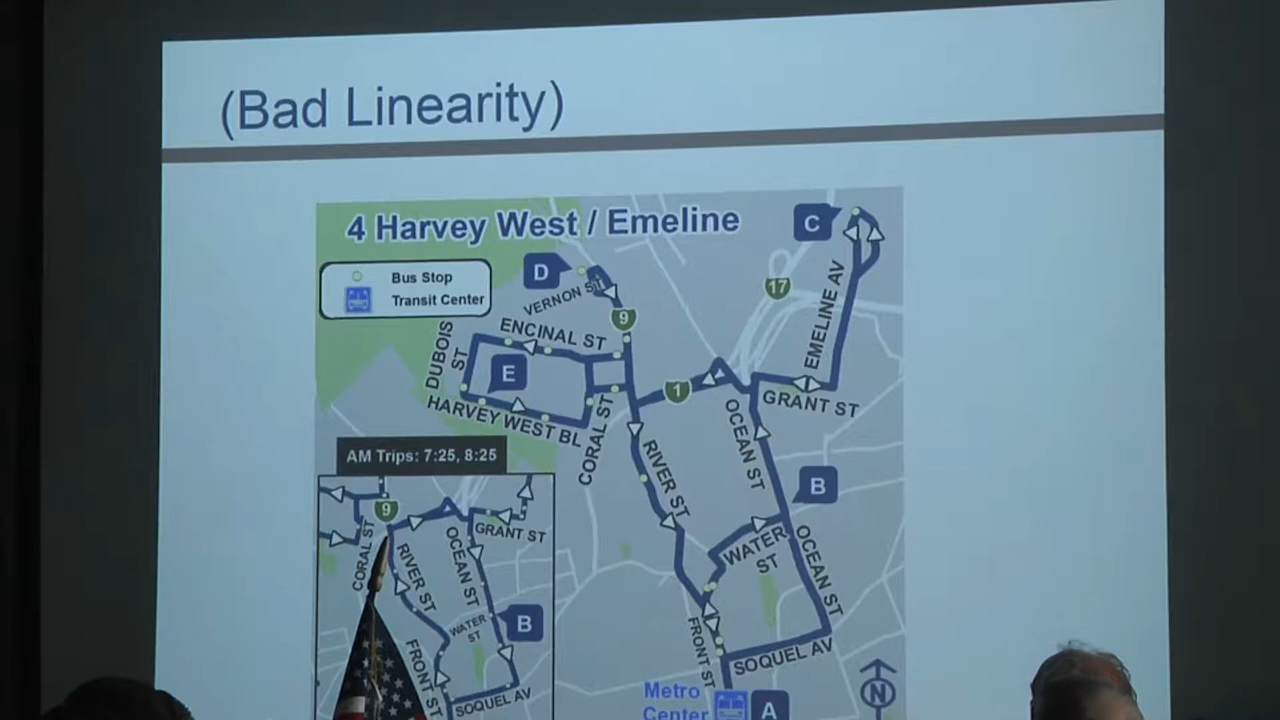 (Bad Linearity)
4 Harvey West / Emeline
C
Bus Stop
Transit Center
D
VERNON ST
17
9
EMELINE AV
ENCINAL ST
DUBOIS ST
E
1
GRANT ST
HARVEY WEST BL
CORAL ST
OCEAN ST
RIVER ST
B
AM Trips: 7:25, 8:25
9
GRANT ST
CORAL ST
RIVER ST
OCEAN ST
WATER ST
OCEAN ST
WATER ST
B
FRONT ST
FRONT ST
SOQUEL AV
SOQUEL AV
Metro
Center
A
N